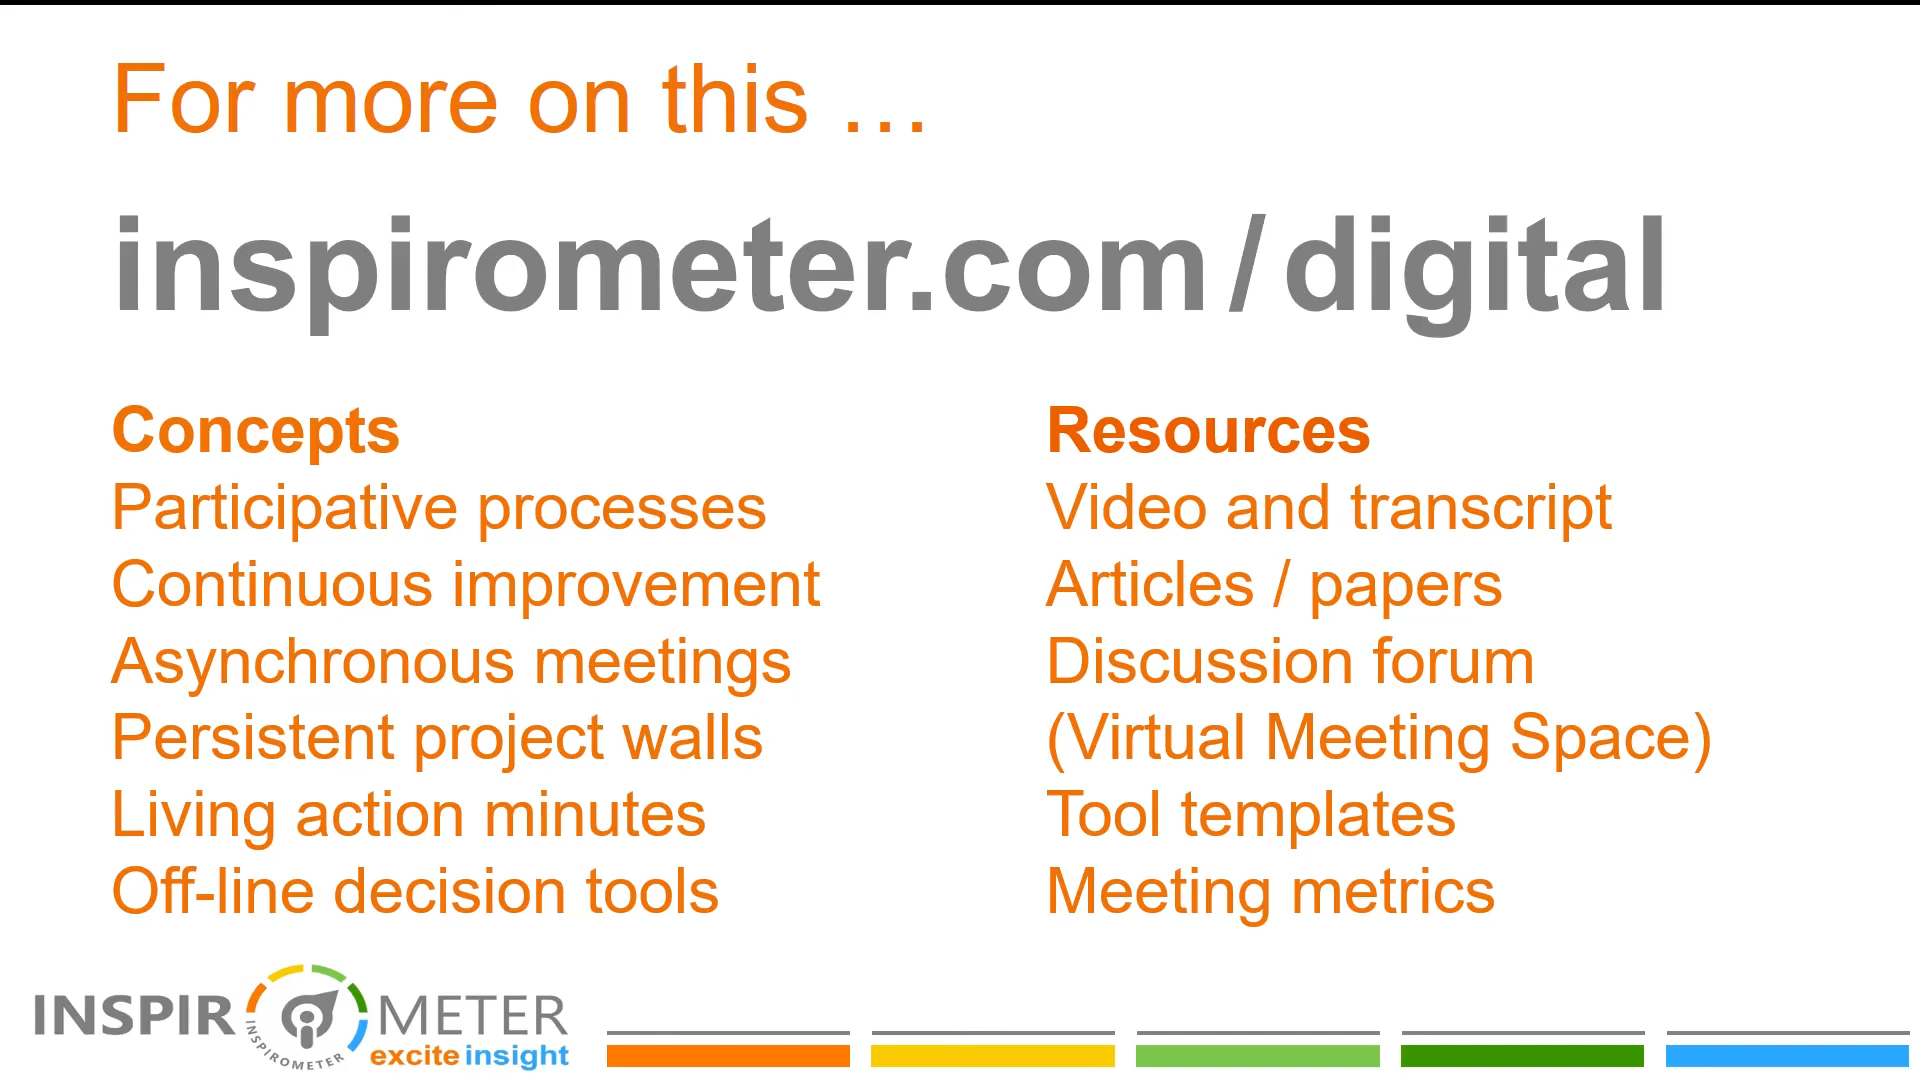 For more on this …
inspirometer.com/digital
Concepts
Participative processes
Continuous improvement
Asynchronous meetings
Persistent project walls
Living action minutes
Off-line decision tools
Resources
Video and transcript
Articles / papers
Discussion forum
(Virtual Meeting Space)
Tool templates
Meeting metrics
INSPIR METER
INSPIROMETER
excite insight